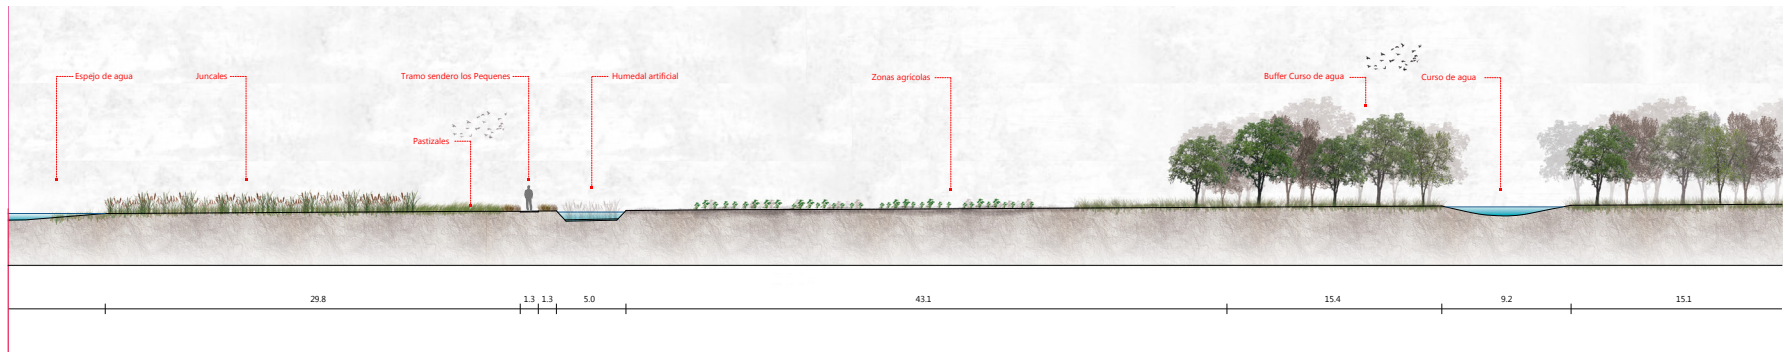 Espejo de agua
Juncales
Tramo sendero los Pequenes
Humedal artificial
Zonas agricolas
Buffer Curso de agua
Curso de agua
Pastizales
29.8
1.3
1.3
5.0
43.1
15.4
9.2
15.1